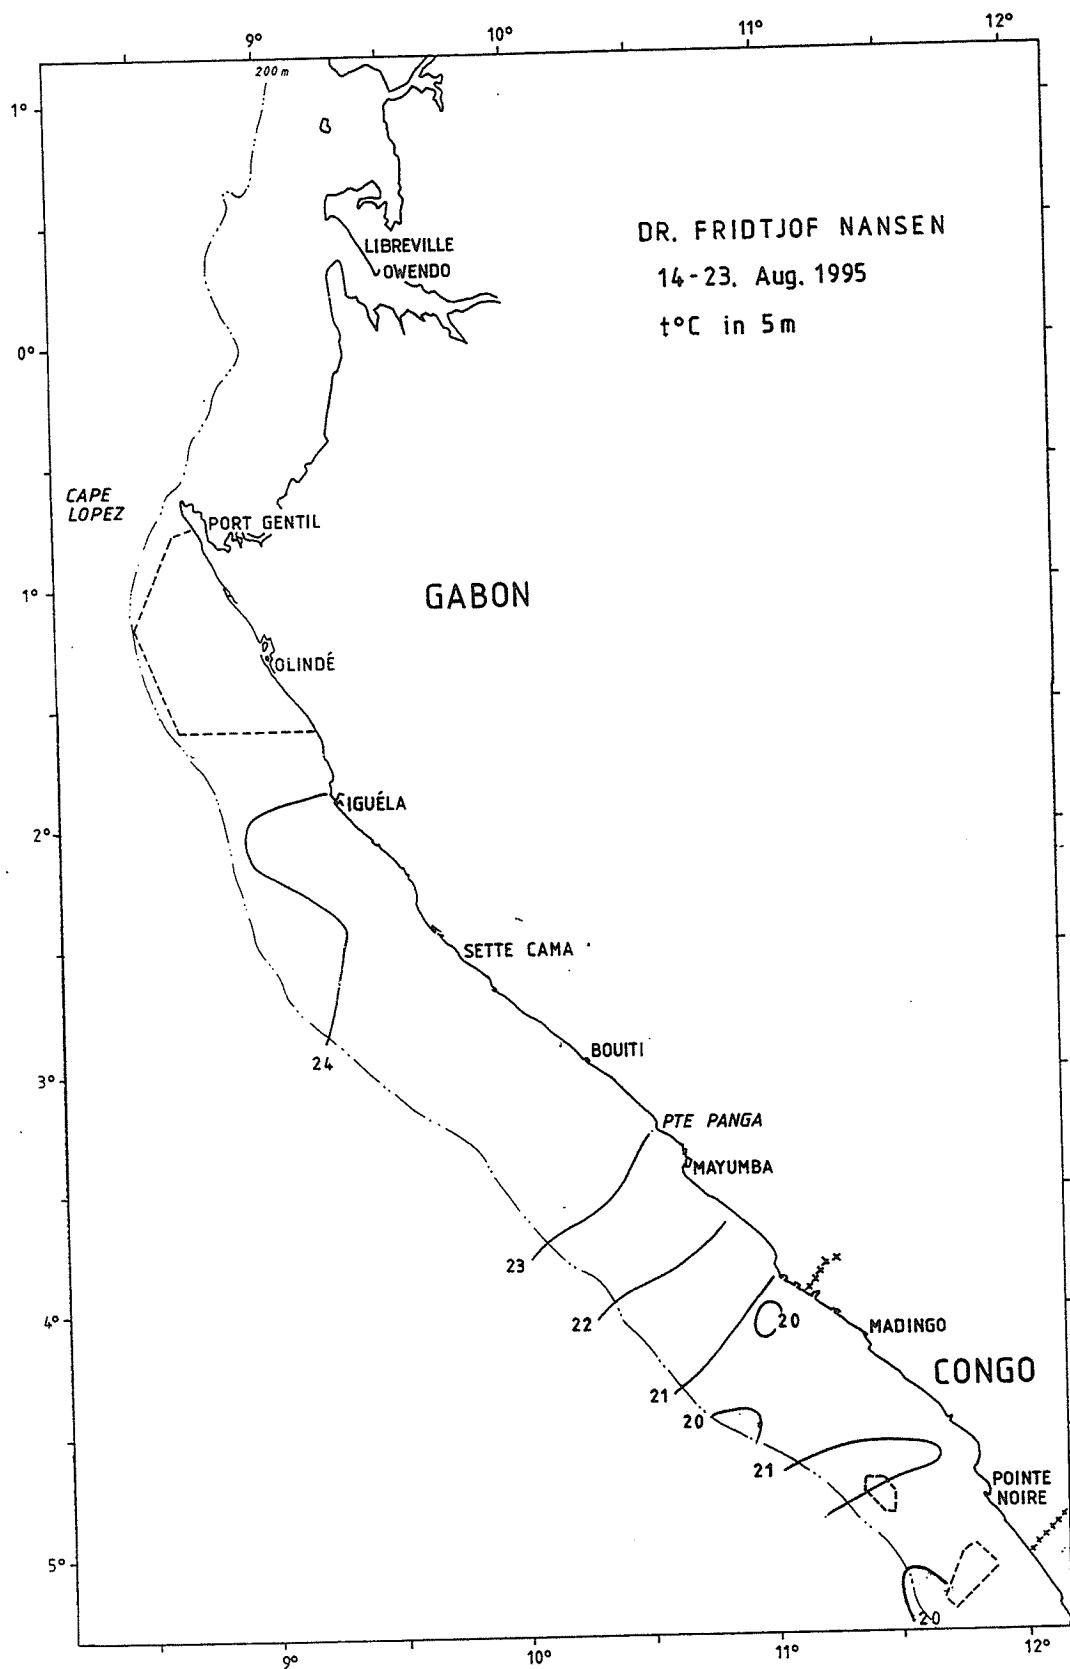 9°
10°
11°
12°
200m
1°
LIBREVILLE
OWENDO
DR. FRIDTJOF NANSEN
14-23. Aug. 1995
t°C in 5m
0°
CAPE
LOPEZ
PORT GENTIL
1°
GABON
OLINDÉ
IGUÉLA
2°
SETTE CAMA
24
BOUITI
3°
PTE PANGA
MAYUMBA
23
22
20
4°
MADINGO
CONGO
21
20
21
POINTE
NOIRE
5°
20
9°
10°
11°
12°